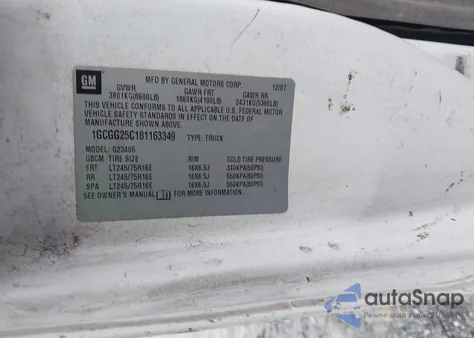 GM
MFD. BY GENERAL MOTORS CORP. 12/07
GVWR GAWR FRT GAWR RR
3901KG(8600LB) 1860KG(4100LB) 2431KG(5360LB)
THIS VEHICLE CONFORMS TO ALL APPLICABLE U.S. FEDERAL MOTOR
VEHICLE SAFETY STANDARDS IN EFFECT ON THE DATE OF
MANUFACTURE SHOWN ABOVE.
1GCGG25C181163349 TYPE: TRUCK
MODEL: G23405
GBCM TIRE SIZE RIM COLD TIRE PRESSURE
FRT LT245/75R16E 16X6.5J 340KPA(50PSI)
RR LT245/75R16E 16X6.5J 550KPA(80PSI)
SPA LT245/75R16E 16X6.5J 550KPA(80PSI)
SEE OWNER'S MANUAL FOR MORE INFORMATION.
autoSnap
Pewne auto z